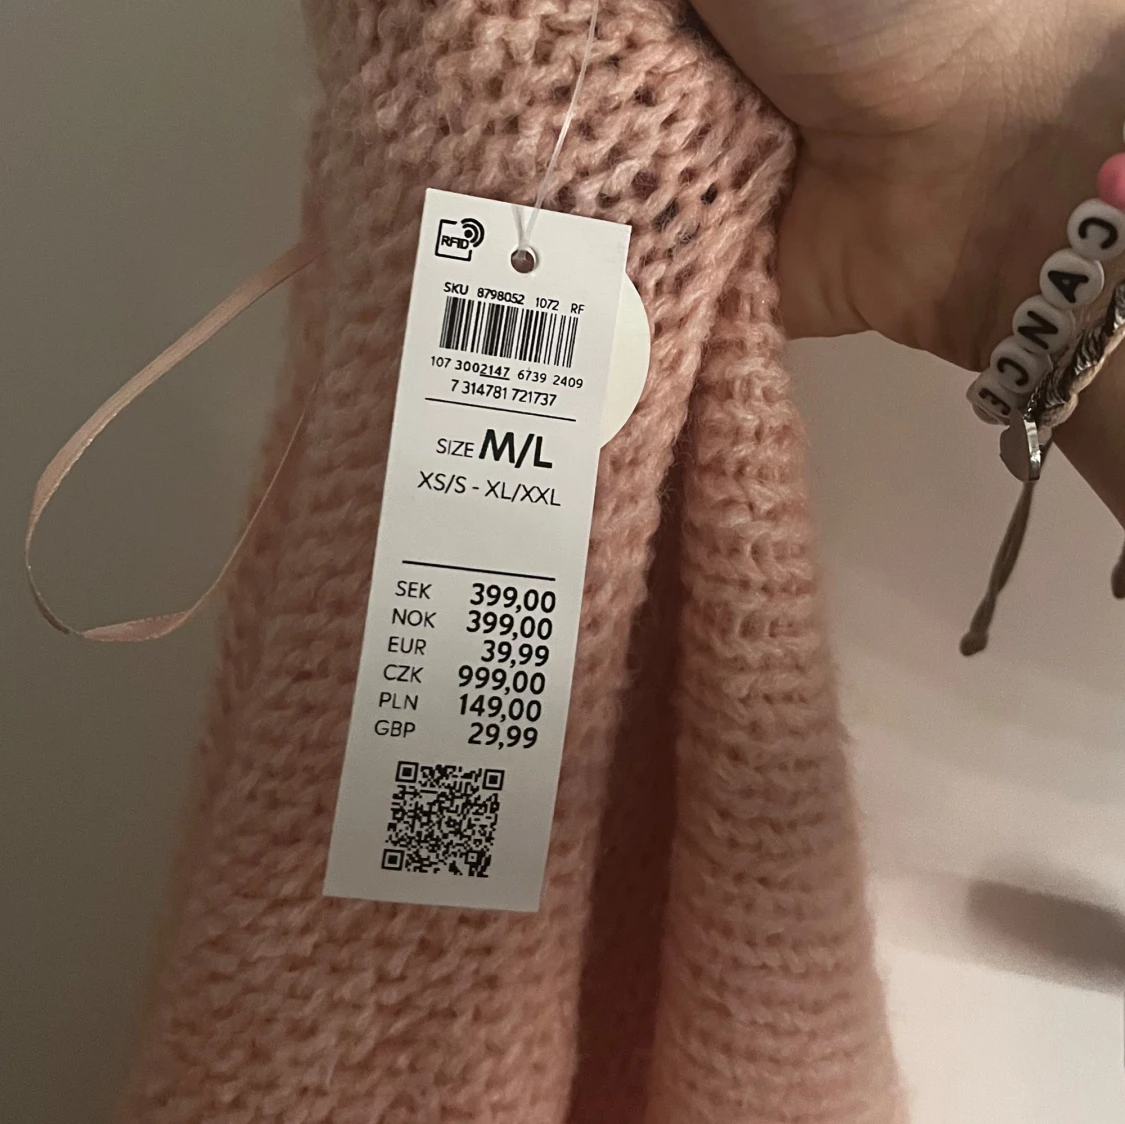 RFID
SKU 8798052 1072 RF
107 3002147 6739 2409
7 314781 721737
SIZE M/L
XS/S - XL/XXL
SEK 399,00
NOK 399,00
EUR 39,99
CZK 999,00
PLN 149,00
GBP 29,99
CANCE